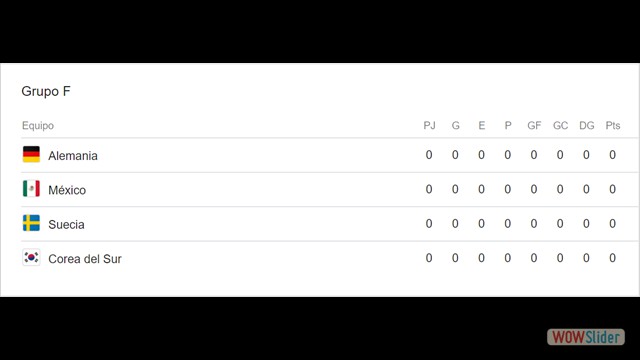 Grupo F
Equipo PJ G E P GF GC DG Pts
Alemania 0 0 0 0 0 0 0 0
México 0 0 0 0 0 0 0 0
Suecia 0 0 0 0 0 0 0 0
Corea del Sur 0 0 0 0 0 0 0 0
WOWSlider